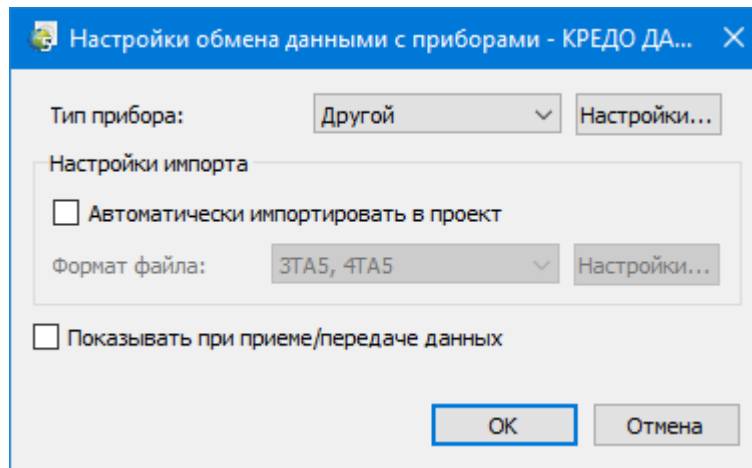 Настройки обмена данными с приборами - КРЕДО ДА...
Тип прибора: Другой Настройки...
Настройки импорта
Автоматически импортировать в проект
Формат файла: 3TA5, 4TA5 Настройки...
Показывать при приеме/передаче данных
OK Отмена